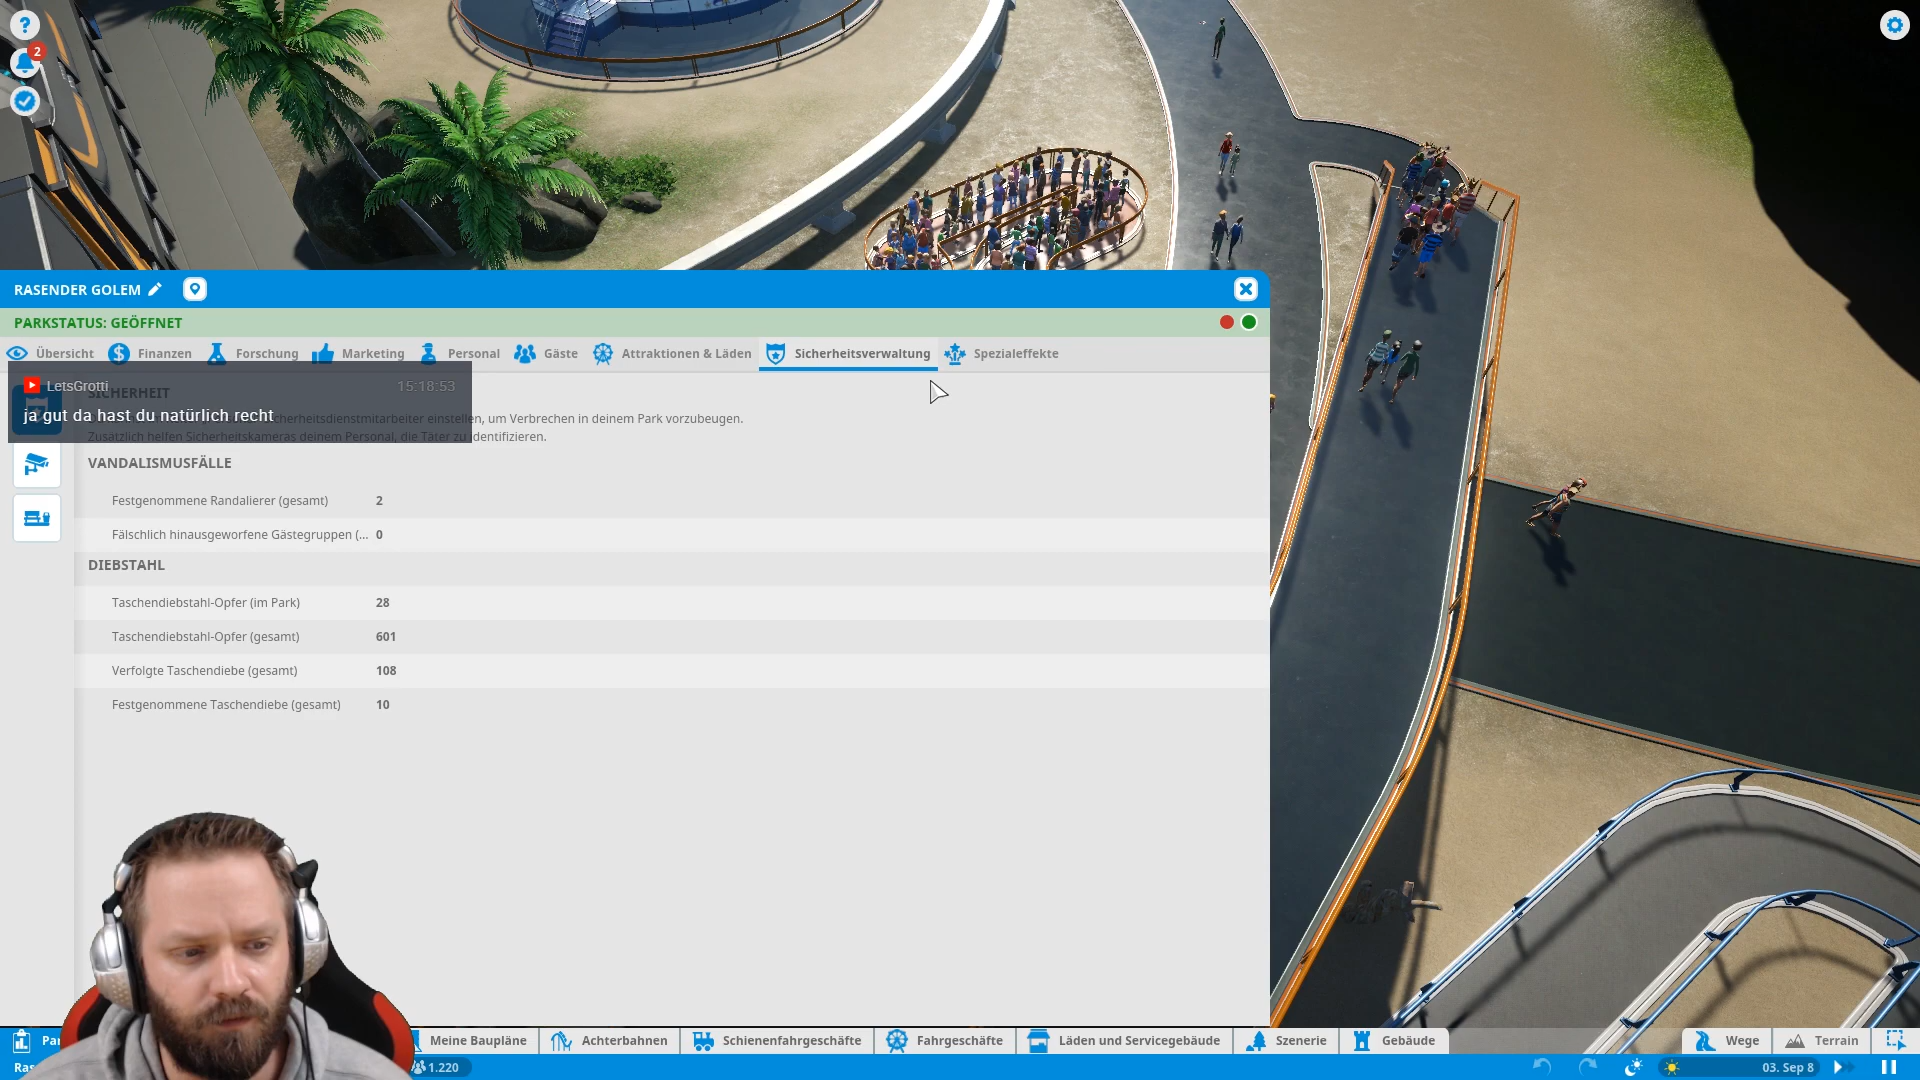 ?
2
RASENDER GOLEM
PARKSTATUS: GEÖFFNET
Übersicht
Finanzen
Forschung
Marketing
Personal
Gäste
Attraktionen & Läden
Sicherheitsverwaltung
Spezialeffekte
LetsGrotti 15:18:53
ja gut da hast du natürlich recht
SICHERHEIT
einstellen, um Verbrechen in deinem Park vorzubeugen.
Zusätzlich helfen Sicherheitskameras deinem Personal, die Täter zu identifizieren.
VANDALISMUSFÄLLE
Festgenommene Randalierer (gesamt) 2
Fälschlich hinausgeworfene Gästegruppen (... 0
DIEBSTAHL
Taschendiebstahl-Opfer (im Park) 28
Taschendiebstahl-Opfer (gesamt) 601
Verfolgte Taschendiebe (gesamt) 108
Festgenommene Taschendiebe (gesamt) 10
Meine Baupläne
Achterbahnen
Schienenfahrgeschäfte
Fahrgeschäfte
Läden und Servicegebäude
Szenerie
Gebäude
Wege
Terrain
1.220
03. Sep 8